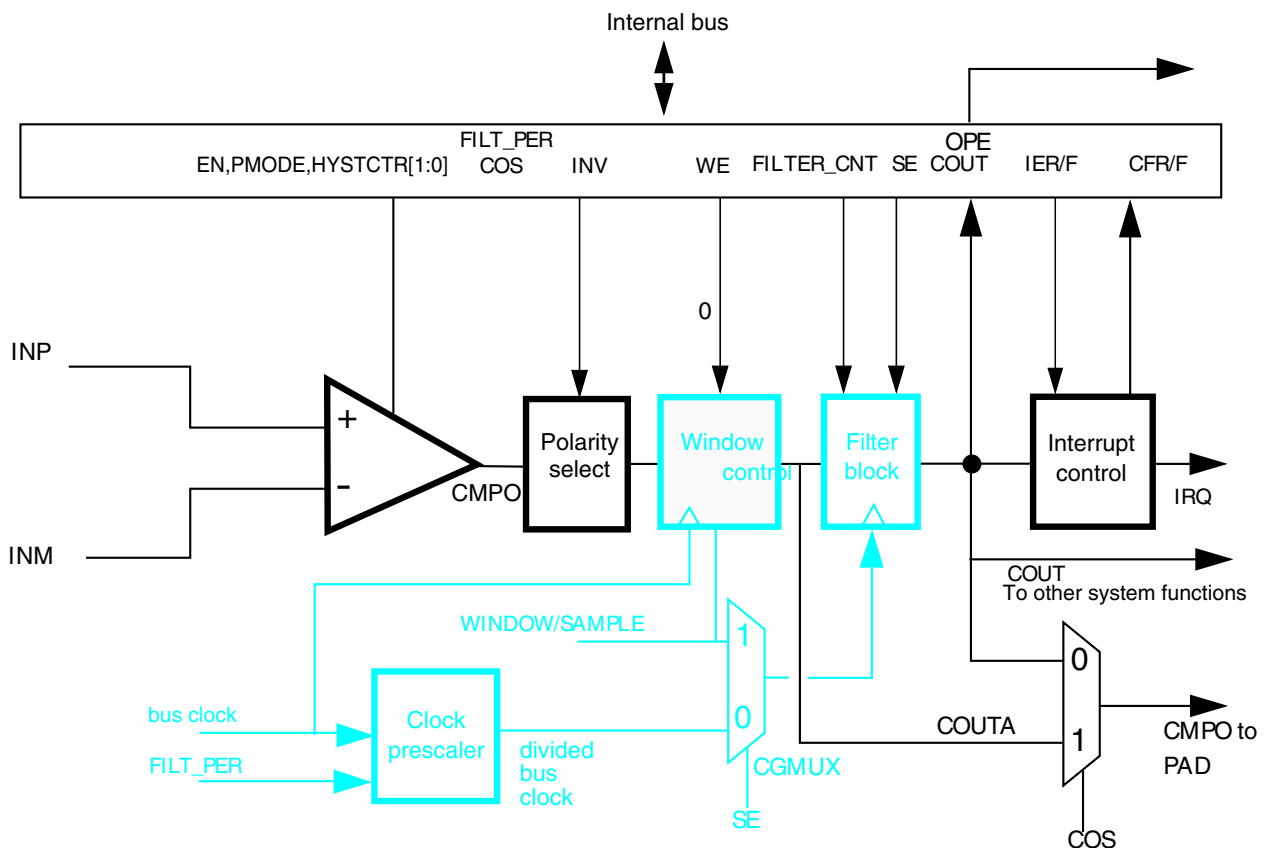 Internal bus
FILT_PER
OPE
EN,PMODE,HYSTCTR[1:0] COS INV WE FILTER_CNT SE COUT IER/F CFR/F
0
INP
+
-
INM
CMPO
Polarity
select
Window
control
Filter
block
Interrupt
control
IRQ
COUT
To other system functions
WINDOW/SAMPLE
1
0
CGMUX
SE
bus clock
FILT_PER
Clock
prescaler
divided
bus
clock
COUTA
0
1
CMPO to
PAD
COS